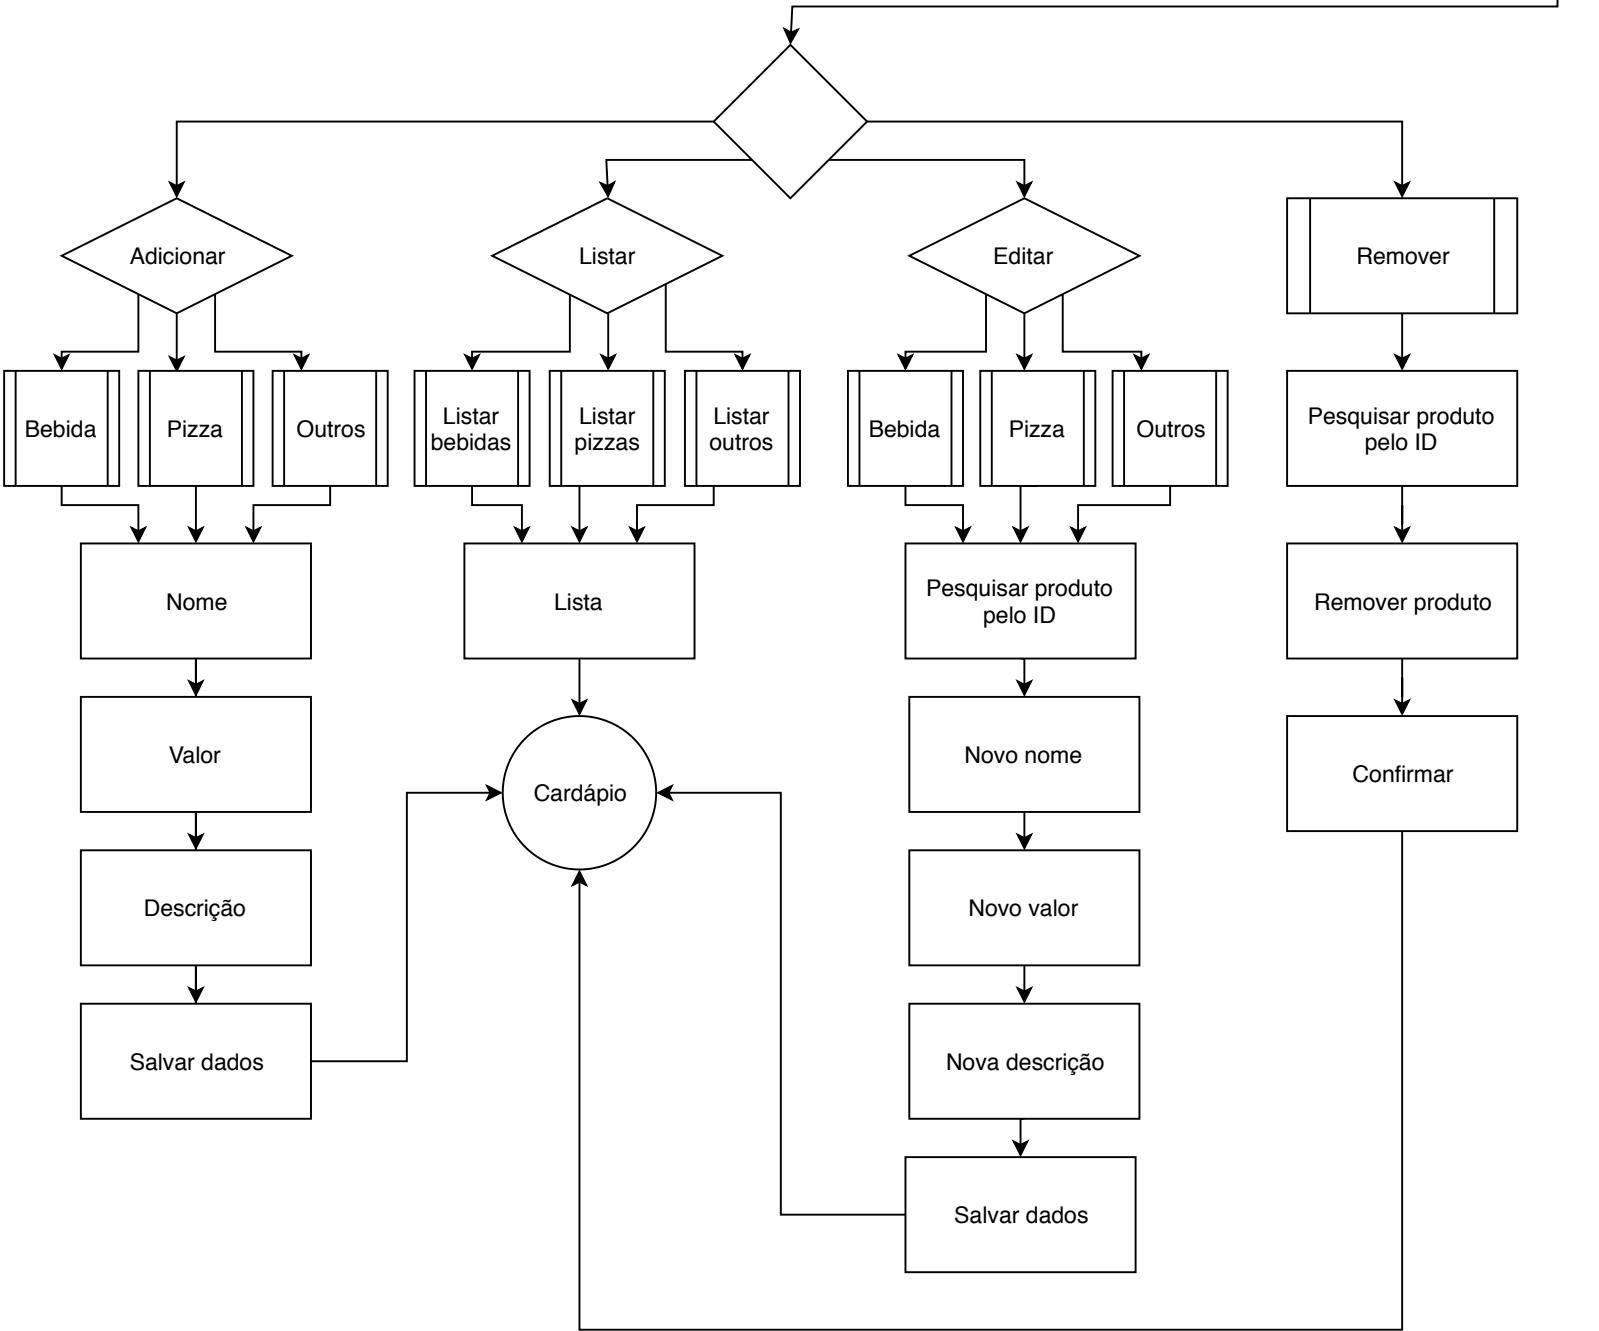 Adicionar
Listar
Editar
Remover
Bebida
Pizza
Outros
Listar
bebidas
Listar
pizzas
Listar
outros
Bebida
Pizza
Outros
Pesquisar produto
pelo ID
Nome
Lista
Pesquisar produto
pelo ID
Remover produto
Valor
Cardápio
Novo nome
Confirmar
Descrição
Novo valor
Salvar dados
Nova descrição
Salvar dados